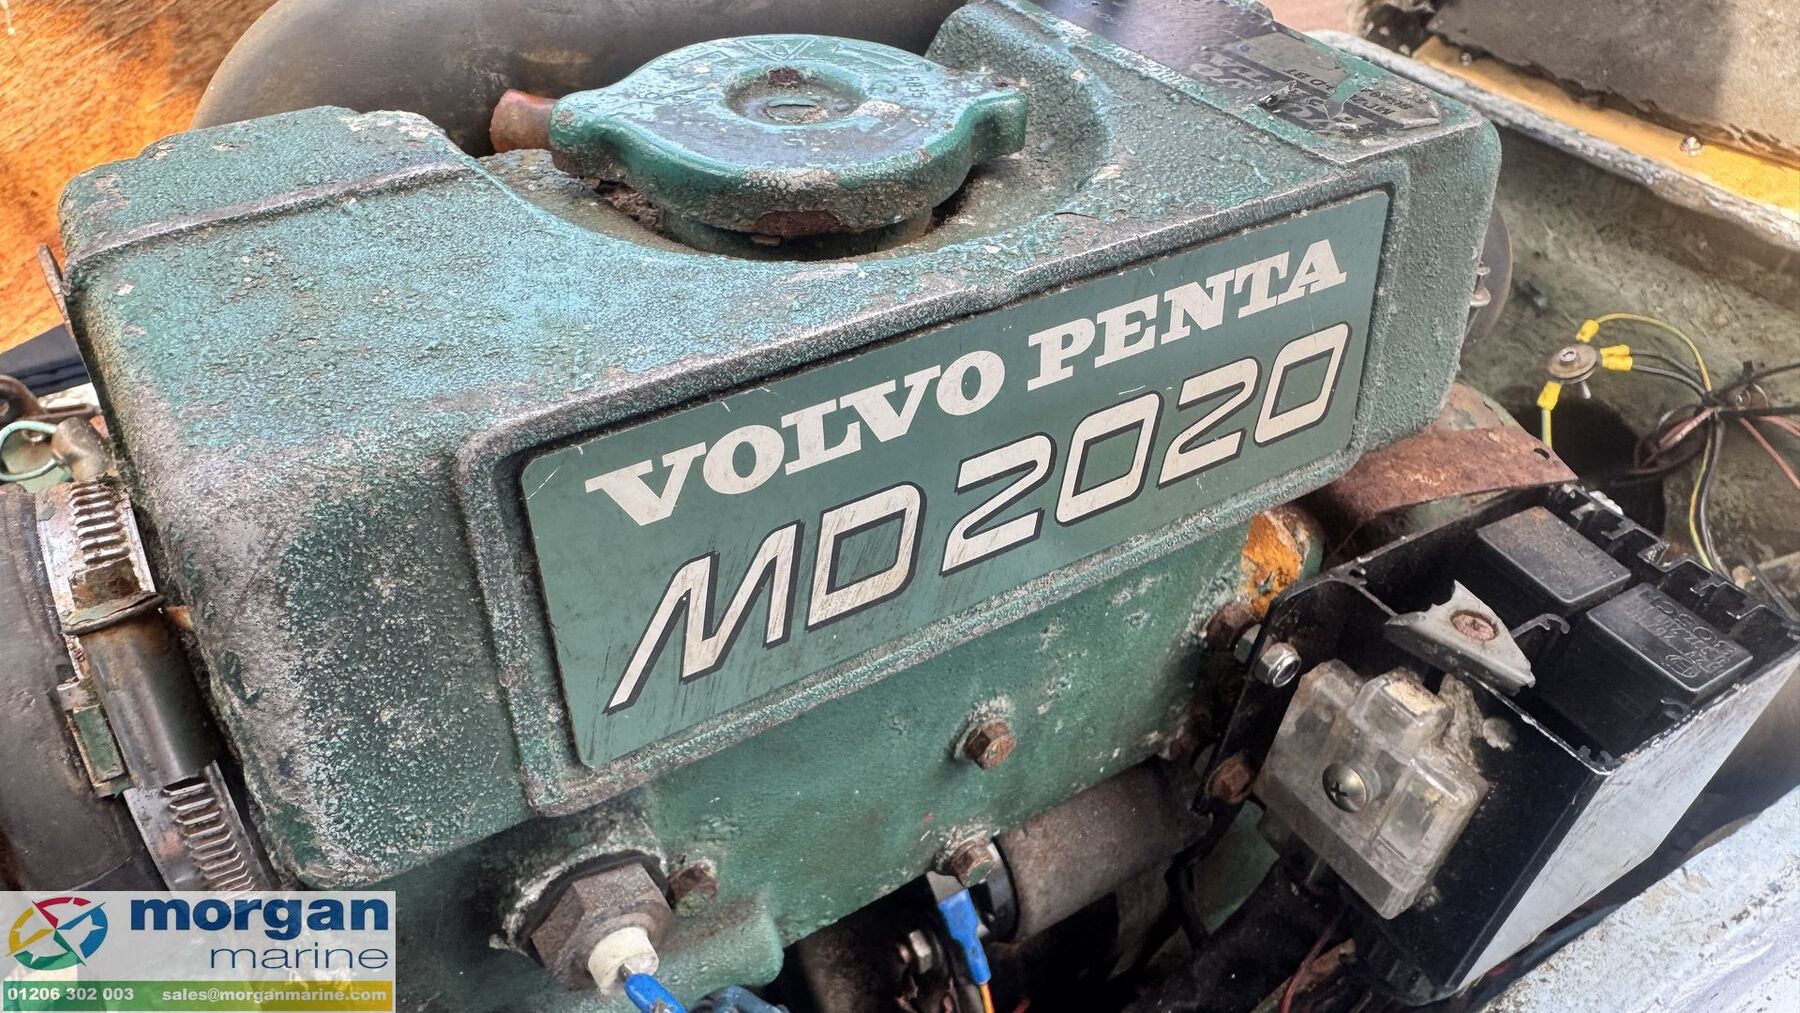 VOLVO PENTA
MD2020
morgan
marine
01206 302 003 sales@morganmarine.com